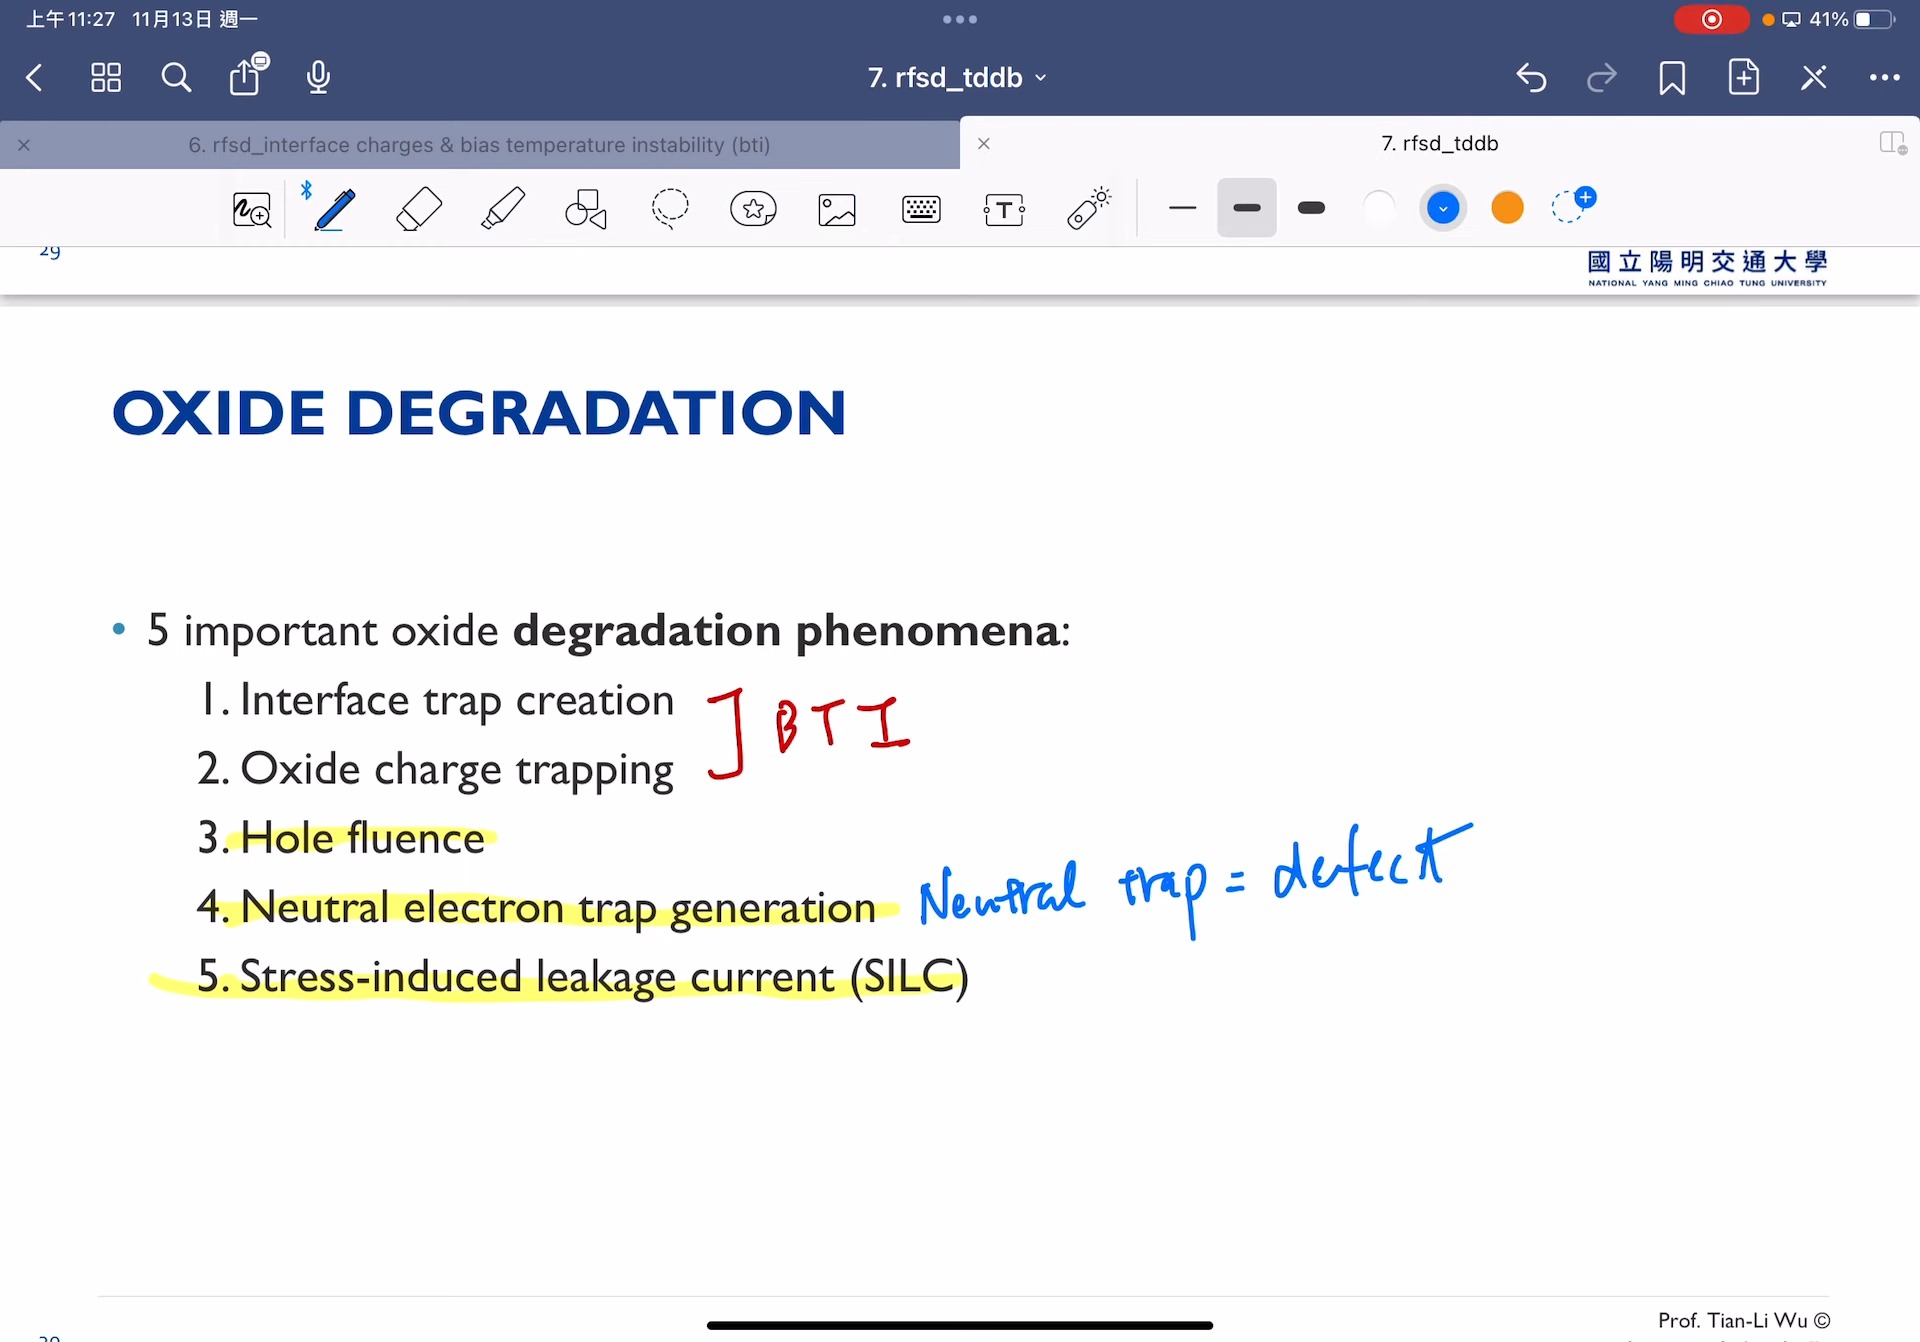 上午11:27 11月13日 週一
41%
7. rfsd_tddb
6. rfsd_interface charges & bias temperature instability (bti)
7. rfsd_tddb
29
國立陽明交通大學
NATIONAL YANG MING CHIAO TUNG UNIVERSITY
OXIDE DEGRADATION
• 5 important oxide degradation phenomena:
1. Interface trap creation
] BTI
2. Oxide charge trapping
3. Hole fluence
4. Neutral electron trap generation Neutral trap = defect
5. Stress-induced leakage current (SILC)
Prof. Tian-Li Wu ©